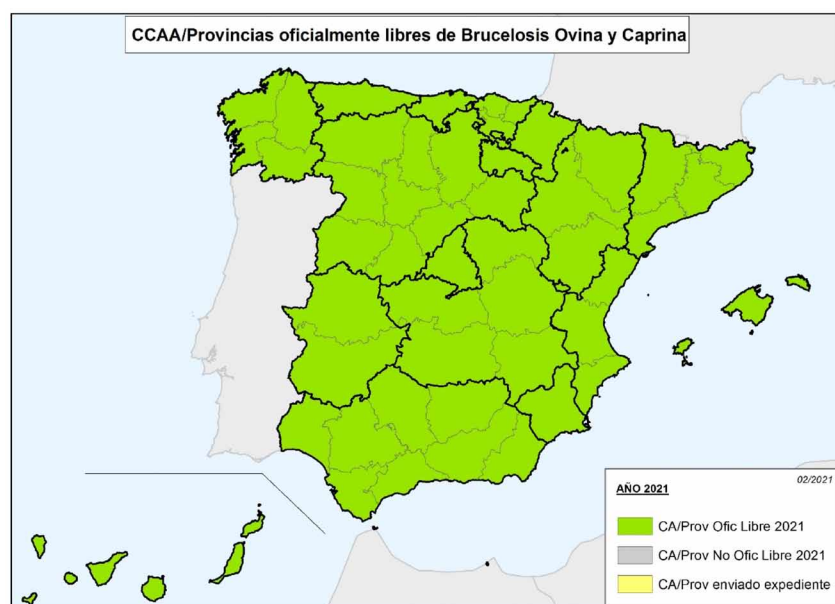 CCAA/Provincias oficialmente libres de Brucelosis Ovina y Caprina
02/2021
AÑO 2021
CA/Prov Ofic Libre 2021
CA/Prov No Ofic Libre 2021
CA/Prov enviado expediente